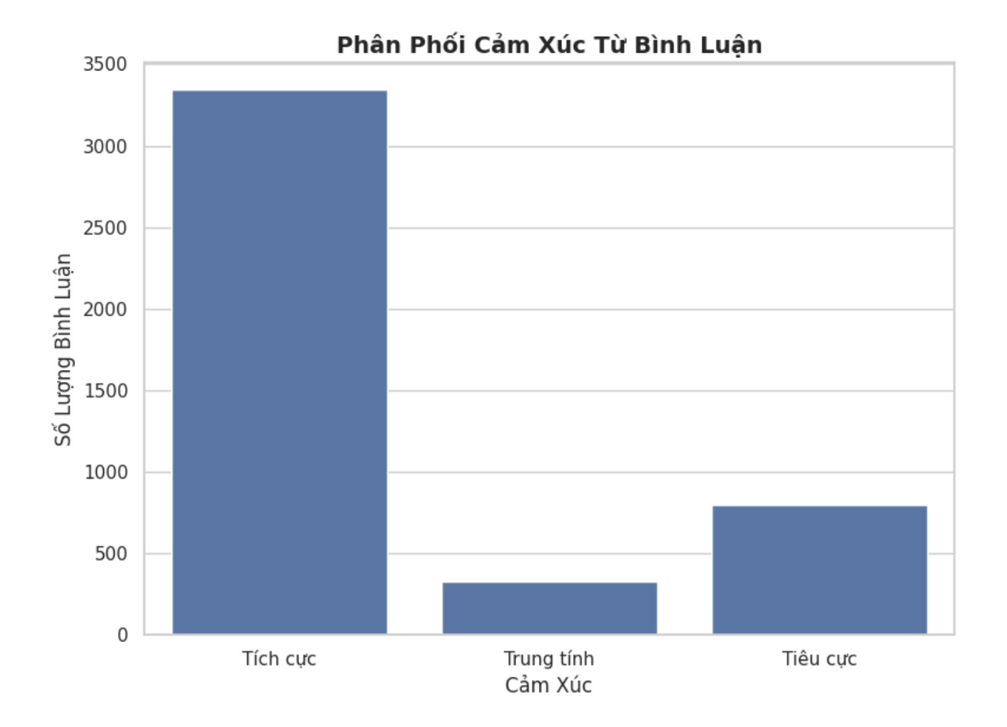 Phân Phối Cảm Xúc Từ Bình Luận
Số Lượng Bình Luận
3500
3000
2500
2000
1500
1000
500
0
Tích cực
Trung tính
Tiêu cực
Cảm Xúc